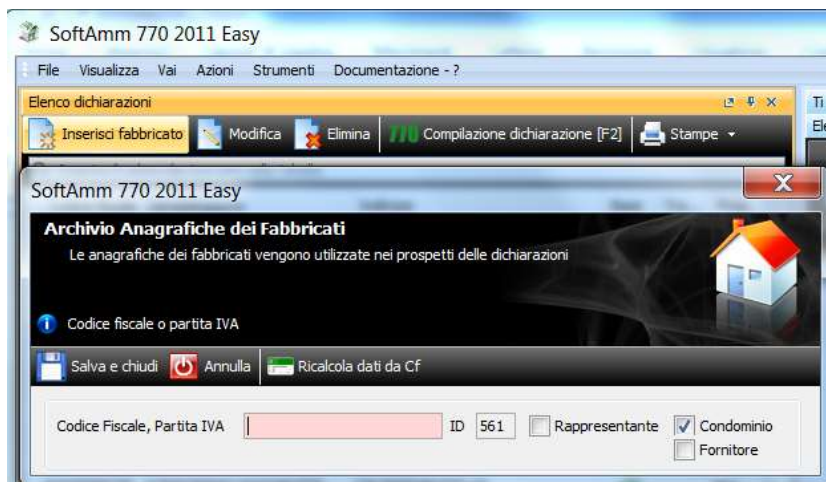 SoftAmm 770 2011 Easy
File Visualizza Vai Azioni Strumenti Documentazione - ?
Elenco dichiarazioni
Ti
Inserisci fabbricato Modifica Elimina 770 Compilazione dichiarazione [F2] Stampe
Ele
SoftAmm 770 2011 Easy
Archivio Anagrafiche dei Fabbricati
Le anagrafiche dei fabbricati vengono utilizzate nei prospetti delle dichiarazioni
Codice fiscale o partita IVA
Salva e chiudi Annulla Ricalcola dati da Cf
Codice Fiscale, Partita IVA ID 561 Rappresentante Condominio
Fornitore